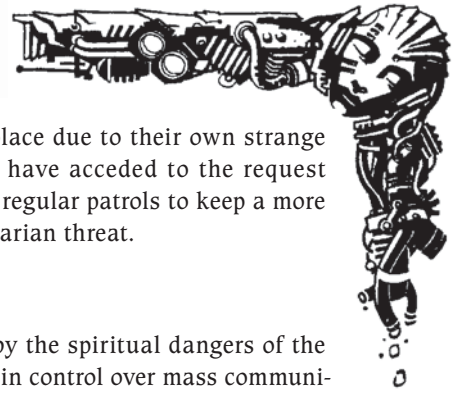 lace due to their own strange
have acceded to the request
regular patrols to keep a more
arian threat.
by the spiritual dangers of the
in control over mass communi-